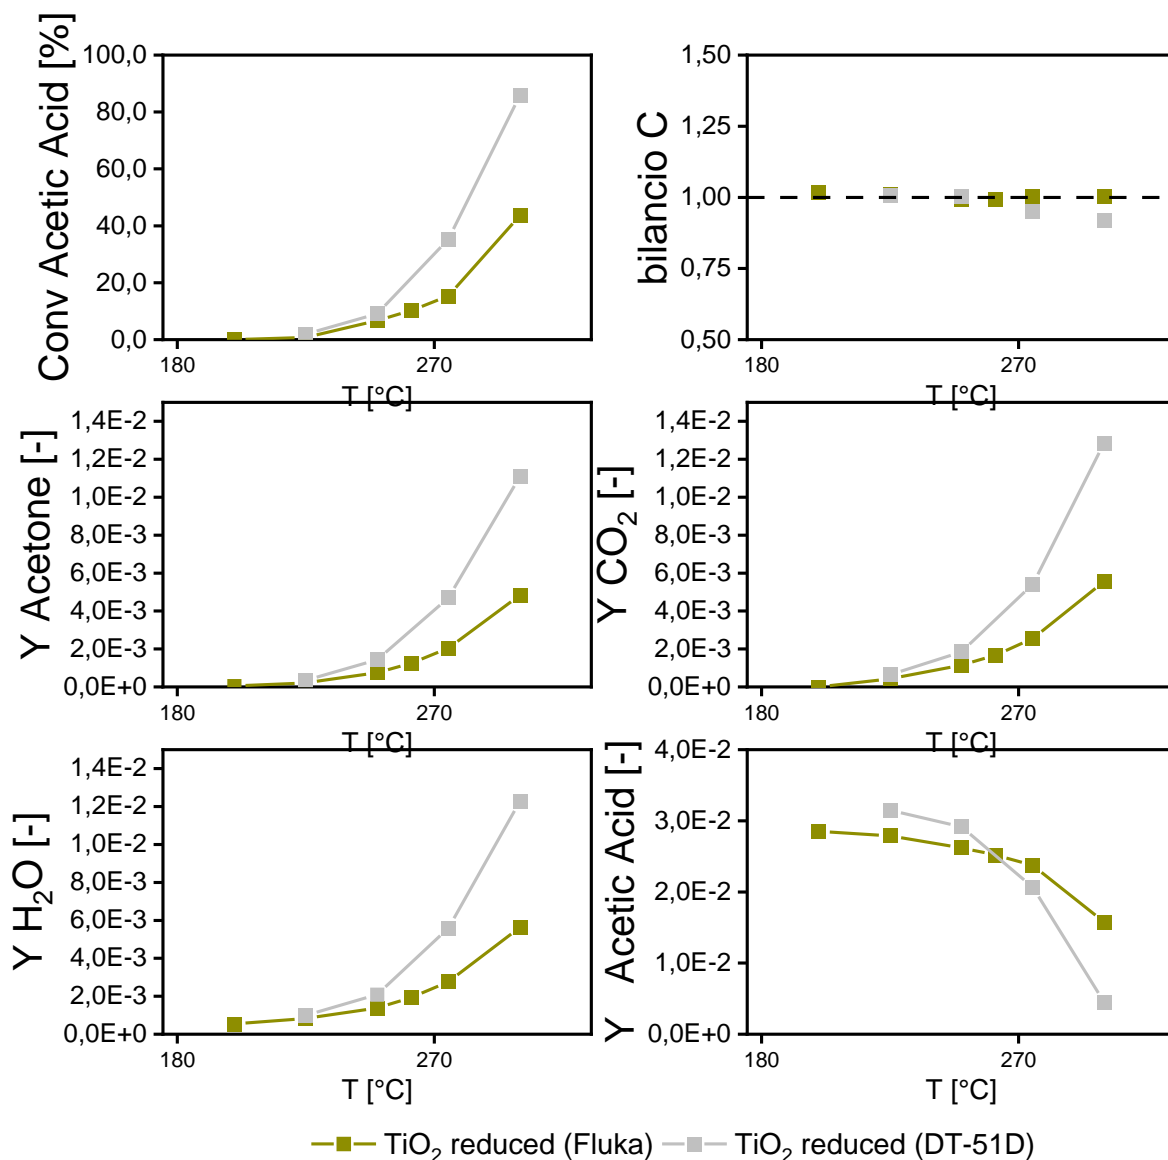 Conv Acetic Acid [%]
100,0
80,0
60,0
40,0
20,0
0,0
180
270
T [°C]
bilancio C
1,50
1,25
1,00
0,75
0,50
180
270
T [°C]
Y Acetone [-]
1,4E-2
1,2E-2
1,0E-2
8,0E-3
6,0E-3
4,0E-3
2,0E-3
0,0E+0
180
270
T [°C]
Y CO₂ [-]
1,4E-2
1,2E-2
1,0E-2
8,0E-3
6,0E-3
4,0E-3
2,0E-3
0,0E+0
180
270
T [°C]
Y H₂O [-]
1,4E-2
1,2E-2
1,0E-2
8,0E-3
6,0E-3
4,0E-3
2,0E-3
0,0E+0
180
270
T [°C]
Y Acetic Acid [-]
4,0E-2
3,0E-2
2,0E-2
1,0E-2
0,0E+0
180
270
T [°C]
TiO₂ reduced (Fluka)
TiO₂ reduced (DT-51D)